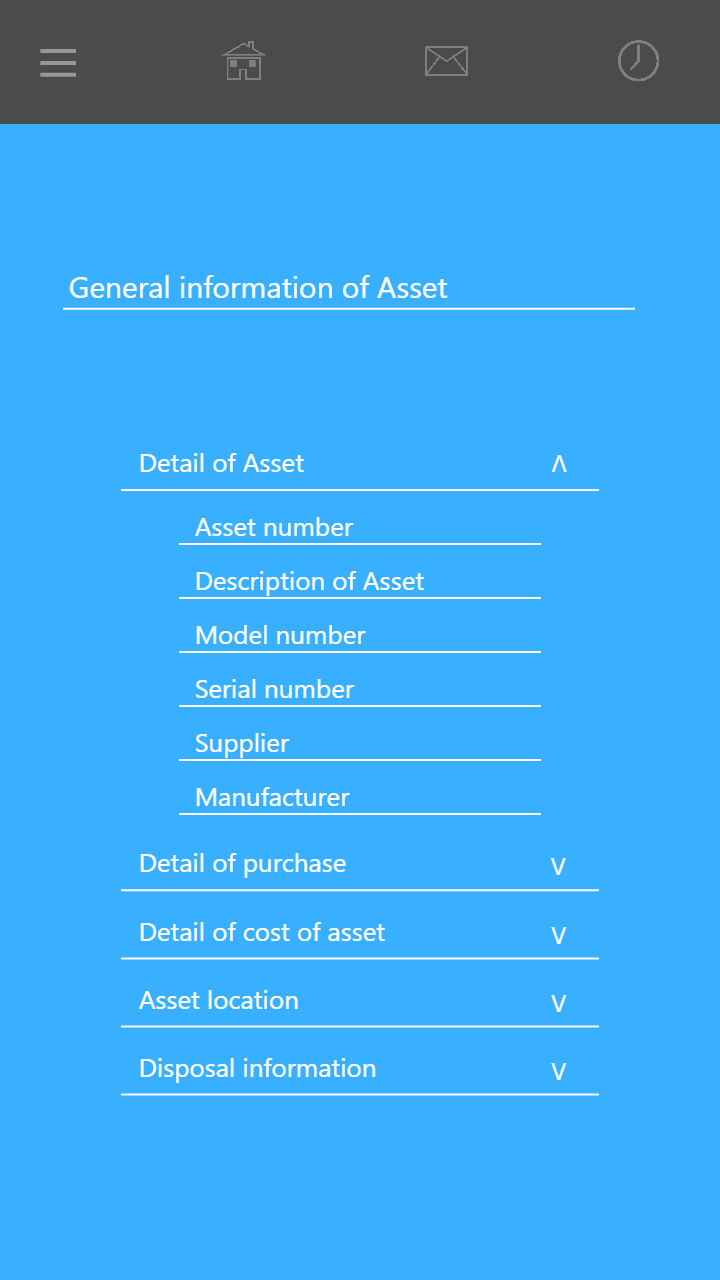 General information of Asset
Detail of Asset
Asset number
Description of Asset
Model number
Serial number
Supplier
Manufacturer
Detail of purchase
Detail of cost of asset
Asset location
Disposal information